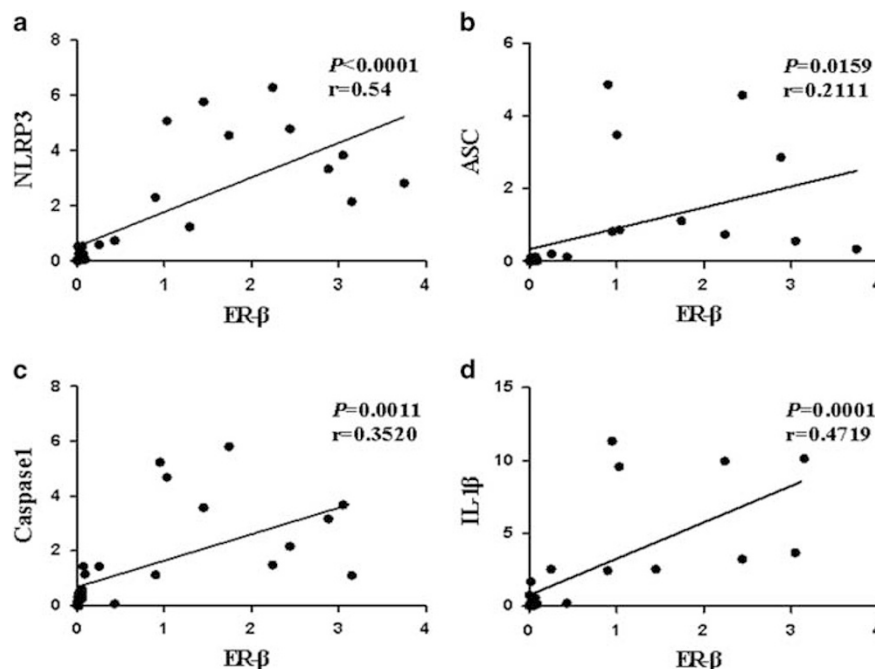 a
8
6
4
2
0
NLRP3
P<0.0001
r=0.54
0 1 2 3 4
ER-β
b
6
4
2
0
ASC
P=0.0159
r=0.2111
0 1 2 3 4
ER-β
c
8
6
4
2
0
Caspase1
P=0.0011
r=0.3520
0 1 2 3 4
ER-β
d
15
10
5
0
IL-1β
P=0.0001
r=0.4719
0 1 2 3 4
ER-β